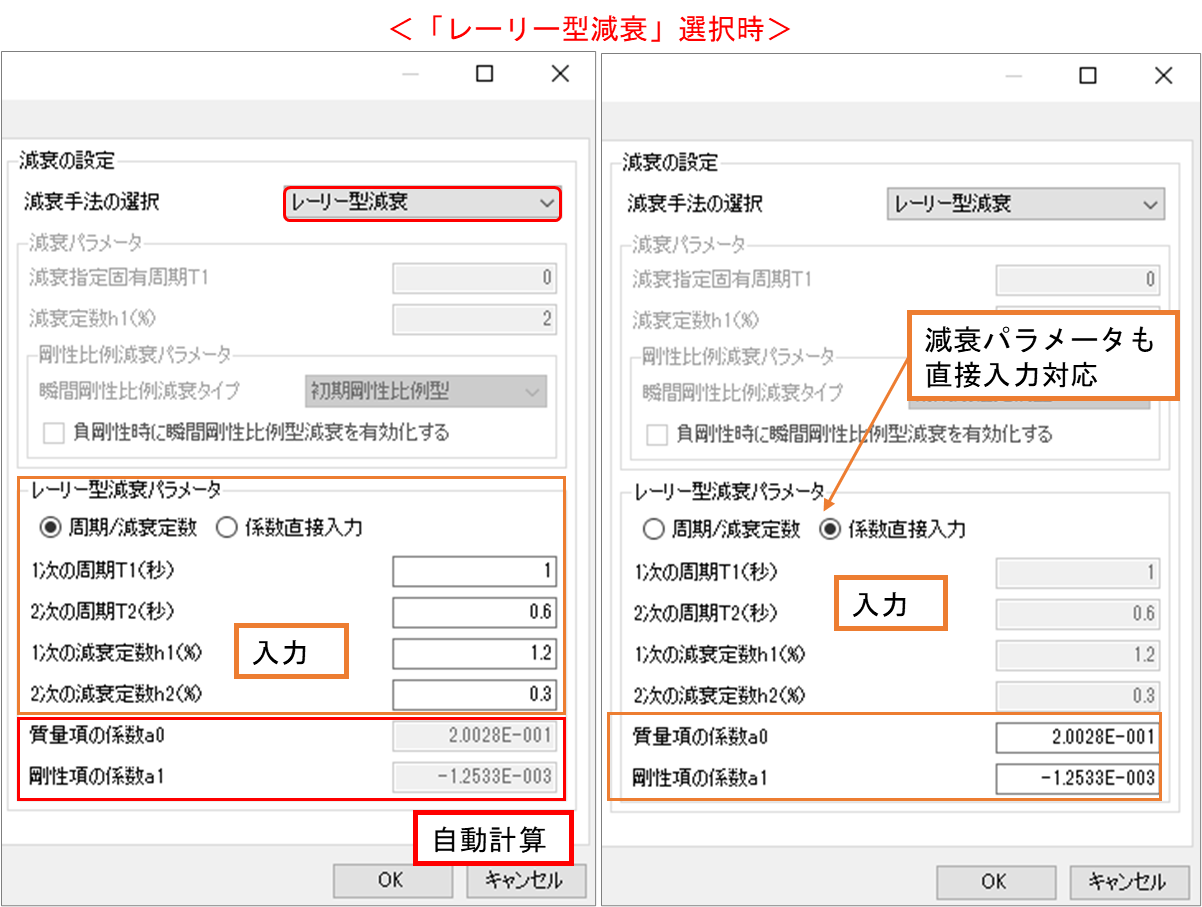 ＜「レーリー型減衰」選択時＞
減衰の設定
減衰手法の選択 レーリー型減衰
減衰パラメータ
減衰指定固有周期T1 0
減衰定数h1(%) 2
剛性比例減衰パラメータ
瞬間剛性比例減衰タイプ 初期剛性比例型
負剛性時に瞬間剛性比例型減衰を有効化する
レーリー型減衰パラメータ
周期/減衰定数 係数直接入力
1次の周期T1(秒) 1
2次の周期T2(秒) 0.6
1次の減衰定数h1(%) 1.2
2次の減衰定数h2(%) 0.3
入力
質量項の係数a0 2.0028E-001
剛性項の係数a1 -1.2533E-003
自動計算
OK キャンセル
減衰の設定
減衰手法の選択 レーリー型減衰
減衰パラメータ
減衰指定固有周期T1 0
減衰定数h1(%)
減衰パラメータも
直接入力対応
剛性比例減衰パラメータ
瞬間剛性比例減衰タイプ
負剛性時に瞬間剛性比例型減衰を有効化する
レーリー型減衰パラメータ
周期/減衰定数 係数直接入力
1次の周期T1(秒) 1
2次の周期T2(秒) 0.6
1次の減衰定数h1(%) 1.2
2次の減衰定数h2(%) 0.3
入力
質量項の係数a0 2.0028E-001
剛性項の係数a1 -1.2533E-003
OK キャンセル